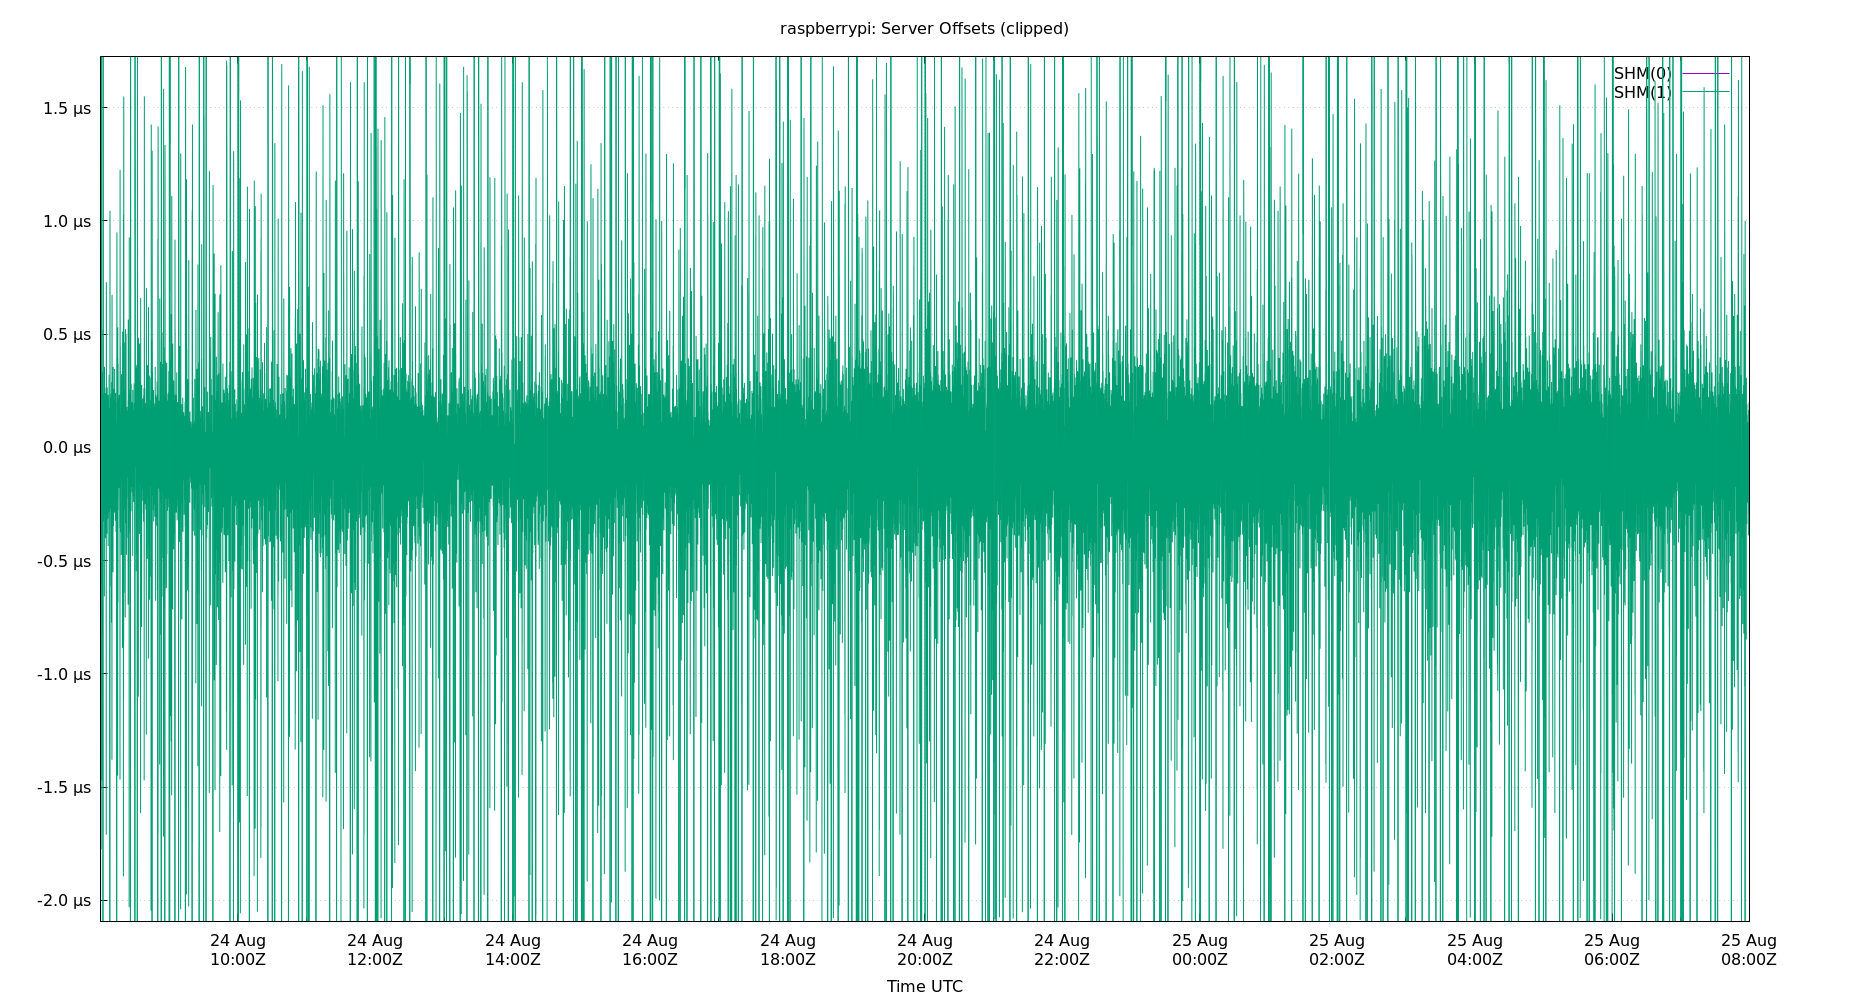 raspberrypi: Server Offsets (clipped)
SHM(0)
SHM(1)
1.5 µs
1.0 µs
0.5 µs
0.0 µs
-0.5 µs
-1.0 µs
-1.5 µs
-2.0 µs
24 Aug 24 Aug 24 Aug 24 Aug 24 Aug 24 Aug 24 Aug 25 Aug 25 Aug 25 Aug 25 Aug 25 Aug
10:00Z 12:00Z 14:00Z 16:00Z 18:00Z 20:00Z 22:00Z 00:00Z 02:00Z 04:00Z 06:00Z 08:00Z
Time UTC